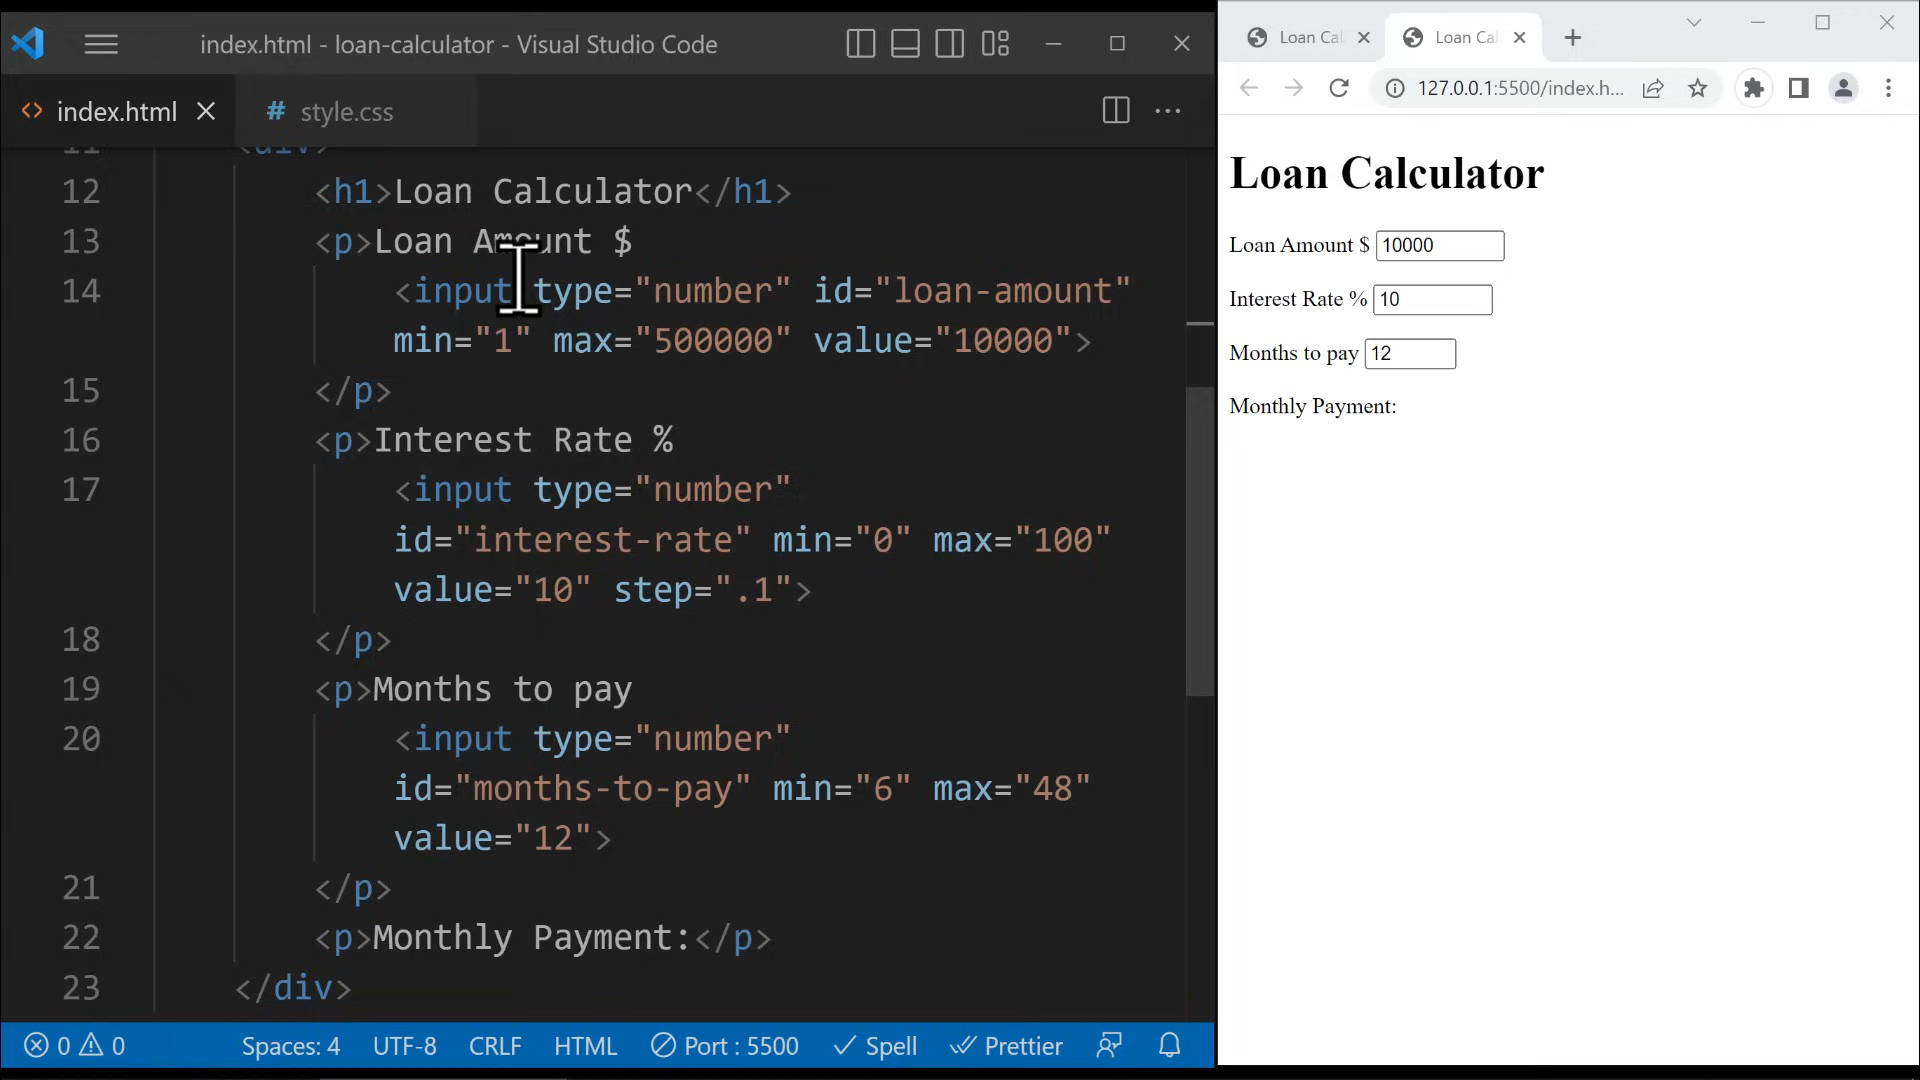 index.html - loan-calculator - Visual Studio Code
index.html
# style.css
11 <div>
12 <h1>Loan Calculator</h1>
13 <p>Loan Amount $
14 <input type="number" id="loan-amount"
min="1" max="500000" value="10000">
15 </p>
16 <p>Interest Rate %
17 <input type="number"
id="interest-rate" min="0" max="100"
value="10" step=".1">
18 </p>
19 <p>Months to pay
20 <input type="number"
id="months-to-pay" min="6" max="48"
value="12">
21 </p>
22 <p>Monthly Payment:</p>
23 </div>
0 0 Spaces: 4 UTF-8 CRLF HTML Port : 5500 Spell Prettier
Loan Cal
Loan Cal
127.0.0.1:5500/index.h...
Loan Calculator
Loan Amount $ 10000
Interest Rate % 10
Months to pay 12
Monthly Payment: